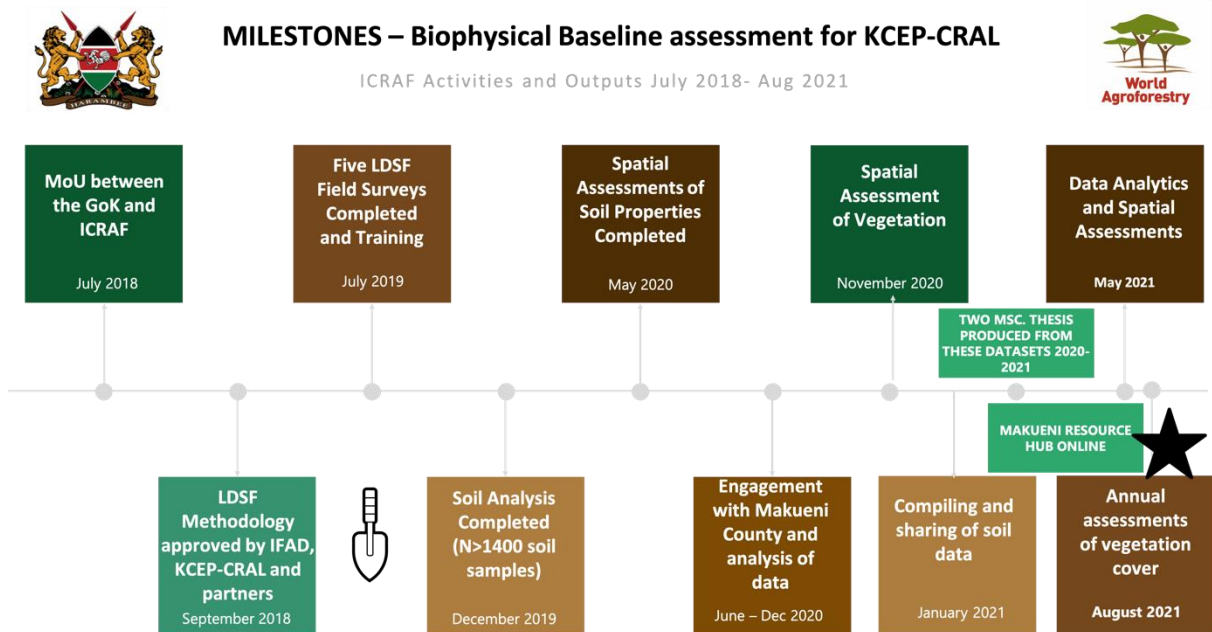 MILESTONES – Biophysical Baseline assessment for KCEP-CRAL
ICRAF Activities and Outputs July 2018- Aug 2021
HARAMBEE
World
Agroforestry
MoU between
the GoK and
ICRAF
July 2018
Five LDSF
Field Surveys
Completed
and Training
July 2019
Spatial
Assessments of
Soil Properties
Completed
May 2020
Spatial
Assessment
of Vegetation
November 2020
Data Analytics
and Spatial
Assessments
May 2021
TWO MSC. THESIS
PRODUCED FROM
THESE DATASETS 2020-
2021
MAKUENI RESOURCE
HUB ONLINE
LDSF
Methodology
approved by IFAD,
KCEP-CRAL and
partners
September 2018
Soil Analysis
Completed
(N>1400 soil
samples)
December 2019
Engagement
with Makueni
County and
analysis of
data
June – Dec 2020
Compiling and
sharing of soil
data
January 2021
Annual
assessments
of vegetation
cover
August 2021